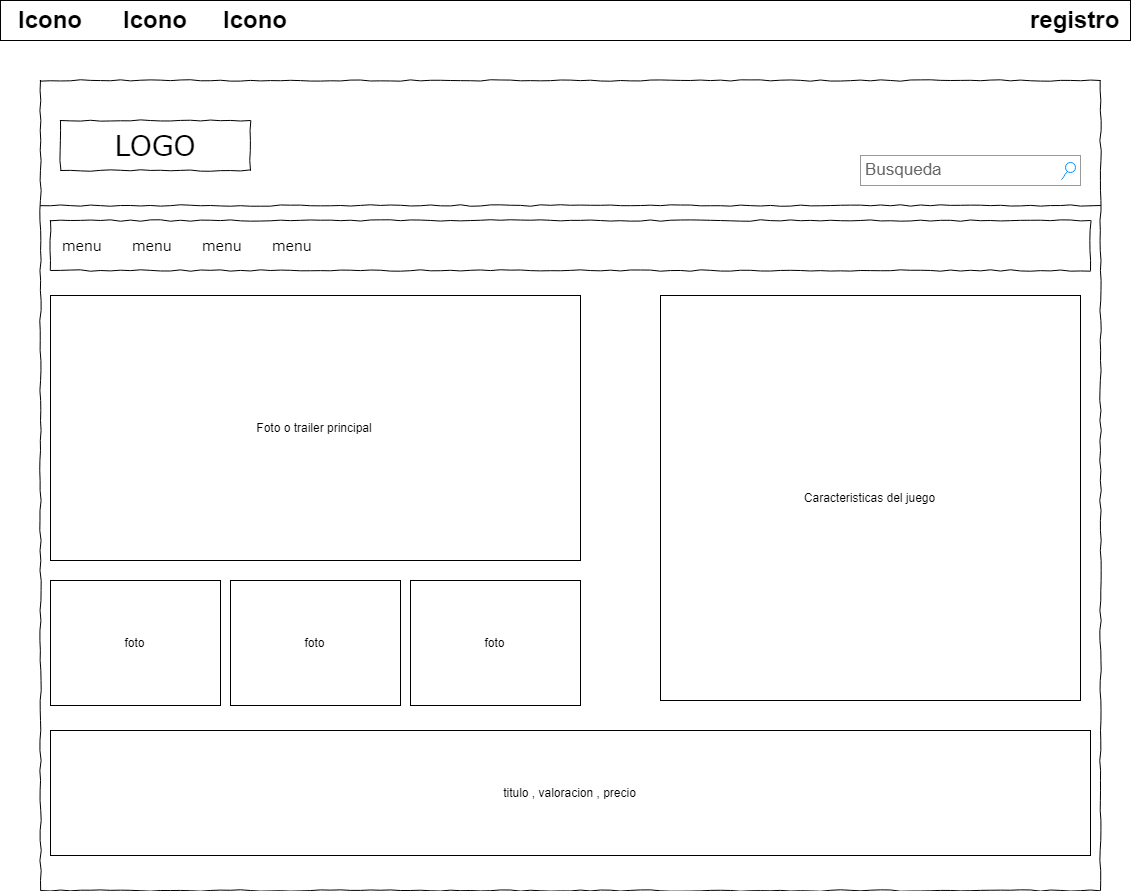 Icono Icono Icono registro
LOGO
Busqueda
menu menu menu menu
Foto o trailer principal
Caracteristicas del juego
foto foto foto
titulo , valoracion , precio